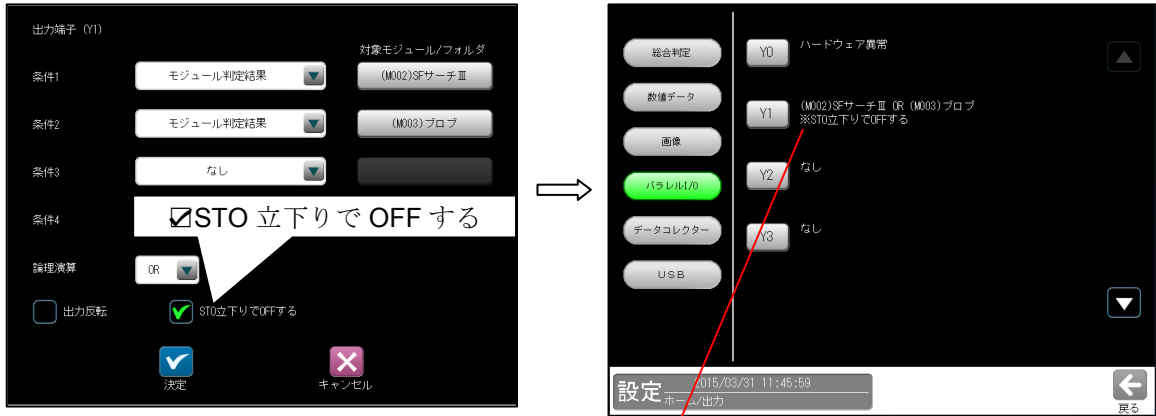 出力端子 (Y1)
対象モジュール/フォルダ
条件1
モジュール判定結果
(M002)SFサーチⅢ
条件2
モジュール判定結果
(M003)ブロブ
条件3
なし
条件4
☑STO 立下りで OFF する
論理演算
OR
出力反転
STO立下りでOFFする
決定
キャンセル
総合判定
数値データ
画像
パラレルI/O
データコレクター
USB
Y0
ハードウェア異常
Y1
(M002)SFサーチⅢ OR (M003)ブロブ
※STO立下りでOFFする
Y2
なし
Y3
なし
設定
2015/03/31 11:45:59
ホーム/出力
戻る